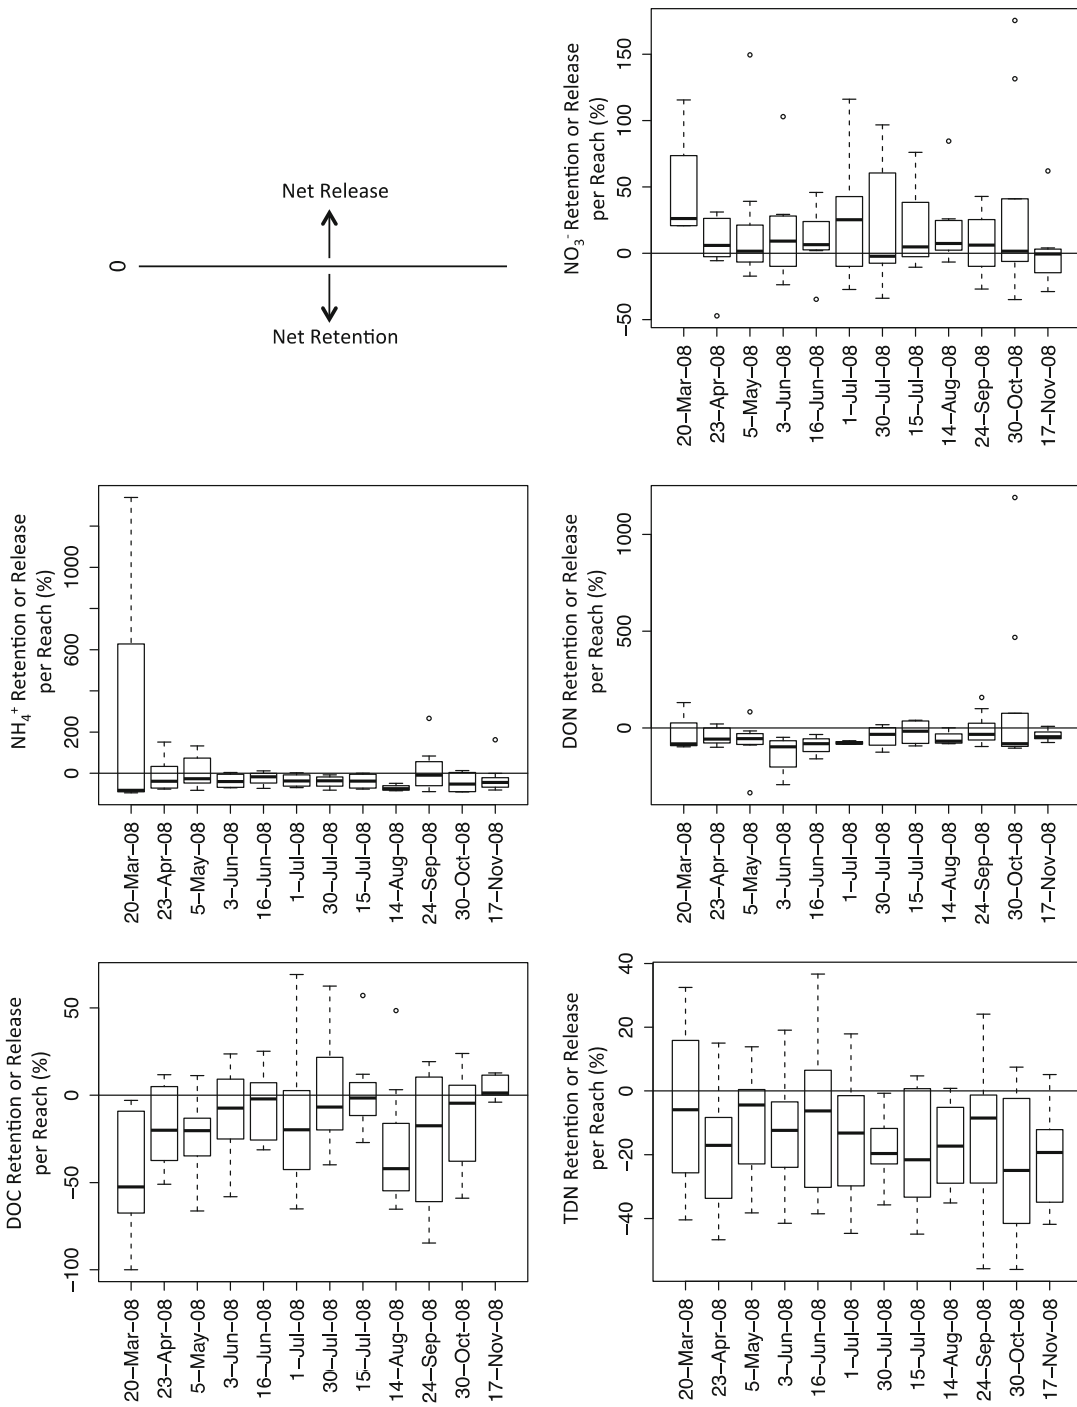 0
Net Release
Net Retention
NO₃⁻ Retention or Release
per Reach (%)
150
100
50
0
−50
20−Mar−08
23−Apr−08
5−May−08
3−Jun−08
16−Jun−08
1−Jul−08
30−Jul−08
15−Jul−08
14−Aug−08
24−Sep−08
30−Oct−08
17−Nov−08
NH₄⁺ Retention or Release
per Reach (%)
1000
600
200
0
20−Mar−08
23−Apr−08
5−May−08
3−Jun−08
16−Jun−08
1−Jul−08
30−Jul−08
15−Jul−08
14−Aug−08
24−Sep−08
30−Oct−08
17−Nov−08
DON Retention or Release
per Reach (%)
1000
500
0
20−Mar−08
23−Apr−08
5−May−08
3−Jun−08
16−Jun−08
1−Jul−08
30−Jul−08
15−Jul−08
14−Aug−08
24−Sep−08
30−Oct−08
17−Nov−08
DOC Retention or Release
per Reach (%)
50
0
−50
−100
20−Mar−08
23−Apr−08
5−May−08
3−Jun−08
16−Jun−08
1−Jul−08
30−Jul−08
15−Jul−08
14−Aug−08
24−Sep−08
30−Oct−08
17−Nov−08
TDN Retention or Release
per Reach (%)
40
20
0
−20
−40
20−Mar−08
23−Apr−08
5−May−08
3−Jun−08
16−Jun−08
1−Jul−08
30−Jul−08
15−Jul−08
14−Aug−08
24−Sep−08
30−Oct−08
17−Nov−08